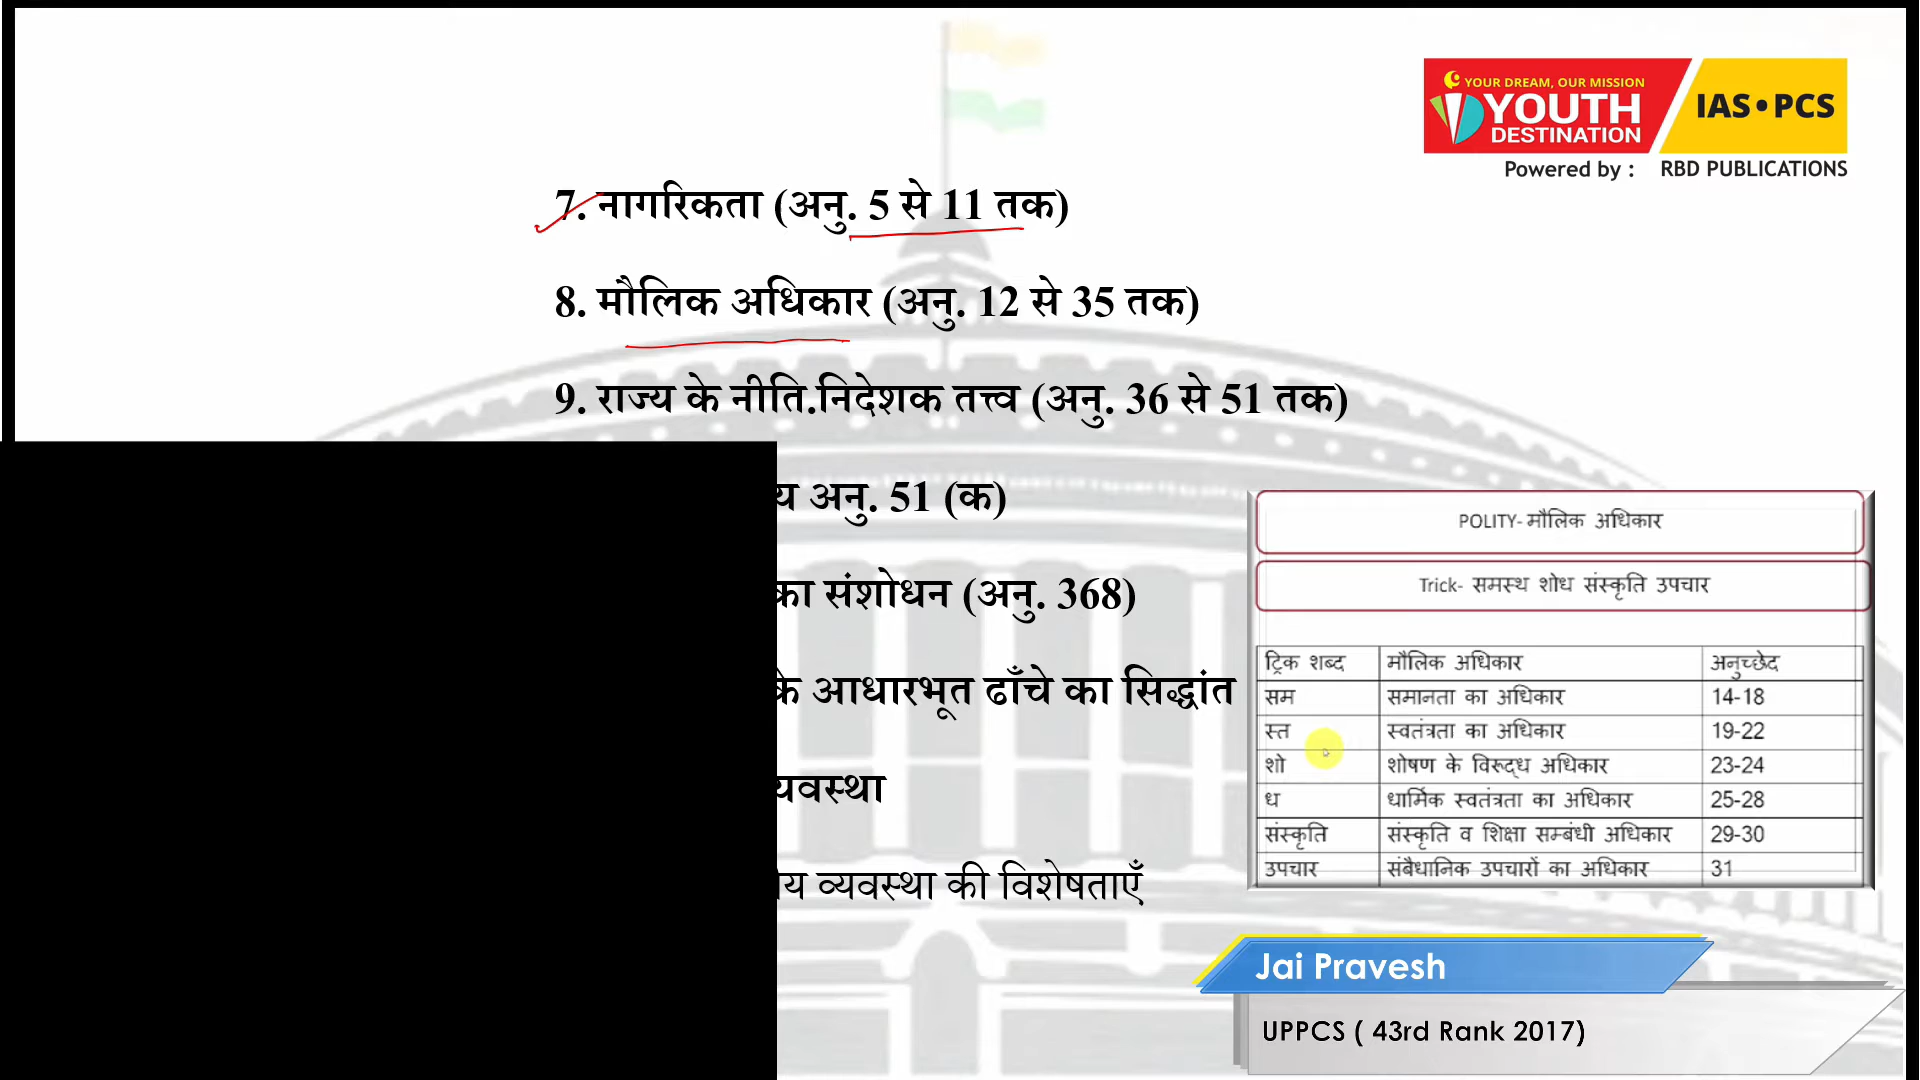 YOUR DREAM, OUR MISSION
YOUTH
DESTINATION
IAS•PCS
Powered by : RBD PUBLICATIONS
7. नागरिकता (अनु. 5 से 11 तक)
8. मौलिक अधिकार (अनु. 12 से 35 तक)
9. राज्य के नीति.निदेशक तत्त्व (अनु. 36 से 51 तक)
य अनु. 51 (क)
का संशोधन (अनु. 368)
के आधारभूत ढाँचे का सिद्धांत
यवस्था
य व्यवस्था की विशेषताएँ
POLITY- मौलिक अधिकार
Trick- समस्थ शोध संस्कृति उपचार
ट्रिक शब्द मौलिक अधिकार अनुच्छेद
सम समानता का अधिकार 14-18
स्त स्वतंत्रता का अधिकार 19-22
शो शोषण के विरूद्ध अधिकार 23-24
ध धार्मिक स्वतंत्रता का अधिकार 25-28
संस्कृति संस्कृति व शिक्षा सम्बंधी अधिकार 29-30
उपचार संबैधानिक उपचारों का अधिकार 31
Jai Pravesh
UPPCS ( 43rd Rank 2017)